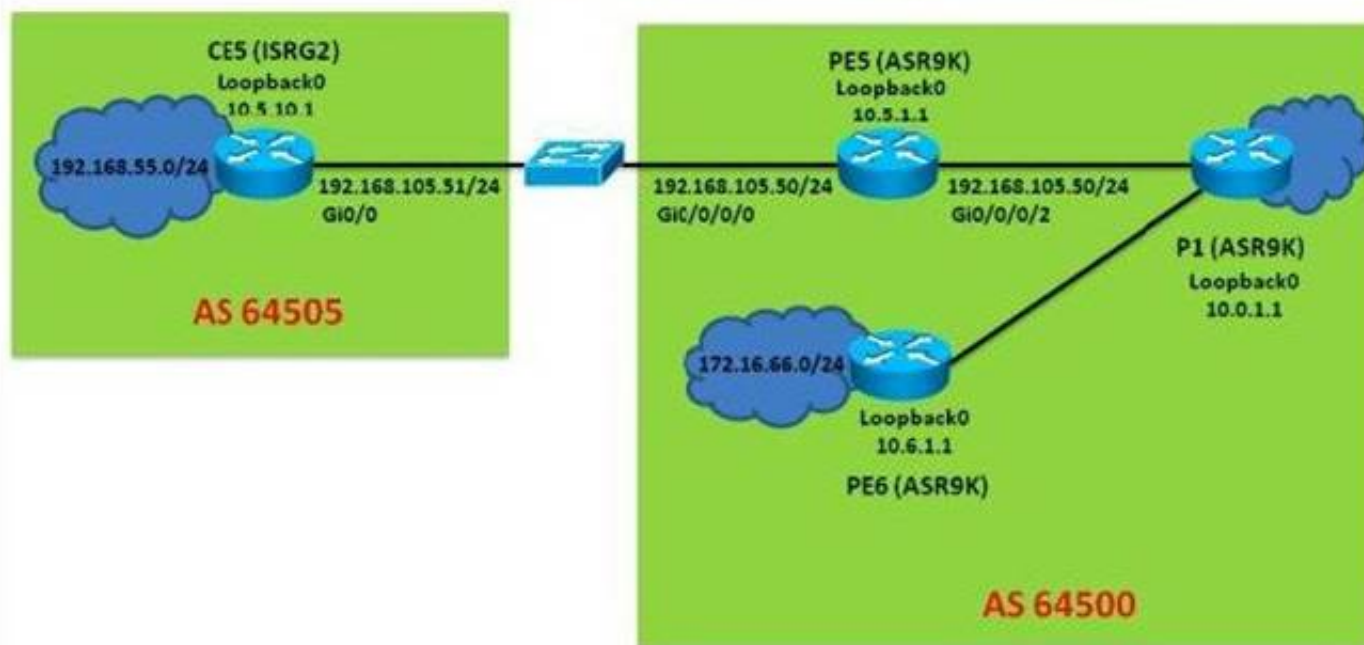 CE5 (ISRG2)
Loopback0
10.5.10.1
192.168.55.0/24
192.168.105.51/24
Gi0/0
AS 64505
PE5 (ASR9K)
Loopback0
10.5.1.1
192.168.105.50/24
Gi0/0/0/0
192.168.105.50/24
Gi0/0/0/2
P1 (ASR9K)
Loopback0
10.0.1.1
172.16.66.0/24
Loopback0
10.6.1.1
PE6 (ASR9K)
AS 64500